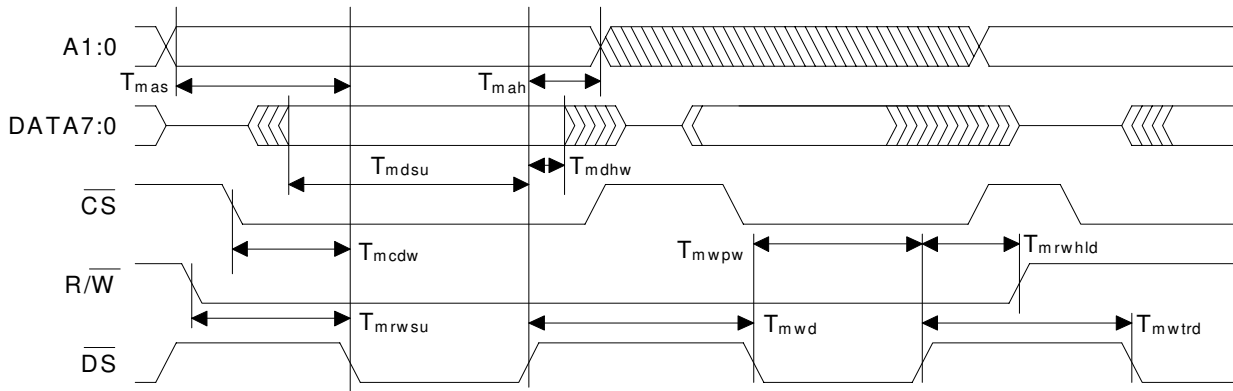 A1:0
Tmas
Tmah
DATA7:0
Tmdsu
Tmdhw
CS
Tmcdw
Tmwpw
Tmrwhld
R/W
Tmrwsu
Tmwd
Tmwtrd
DS